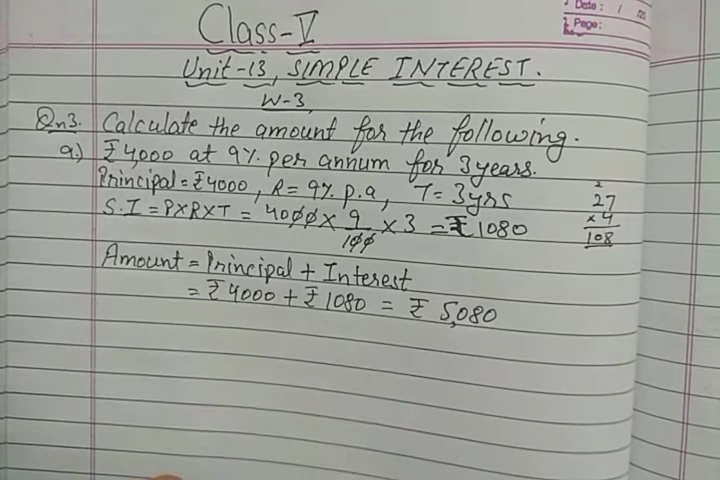 Date: / /20
Page:
Class-V
Unit-13, SIMPLE INTEREST.
W-3,
Qn3. Calculate the amount for the following.
a.) ₹4,000 at 9% per annum for 3 years.
Principal = ₹4000, R = 9% p.a, T = 3yrs
S.I = P×R×T = 4000 × 9/100 × 3 = ₹1080
2
27
×4
108
Amount = Principal + Interest
= ₹4000 + ₹1080 = ₹ 5,080